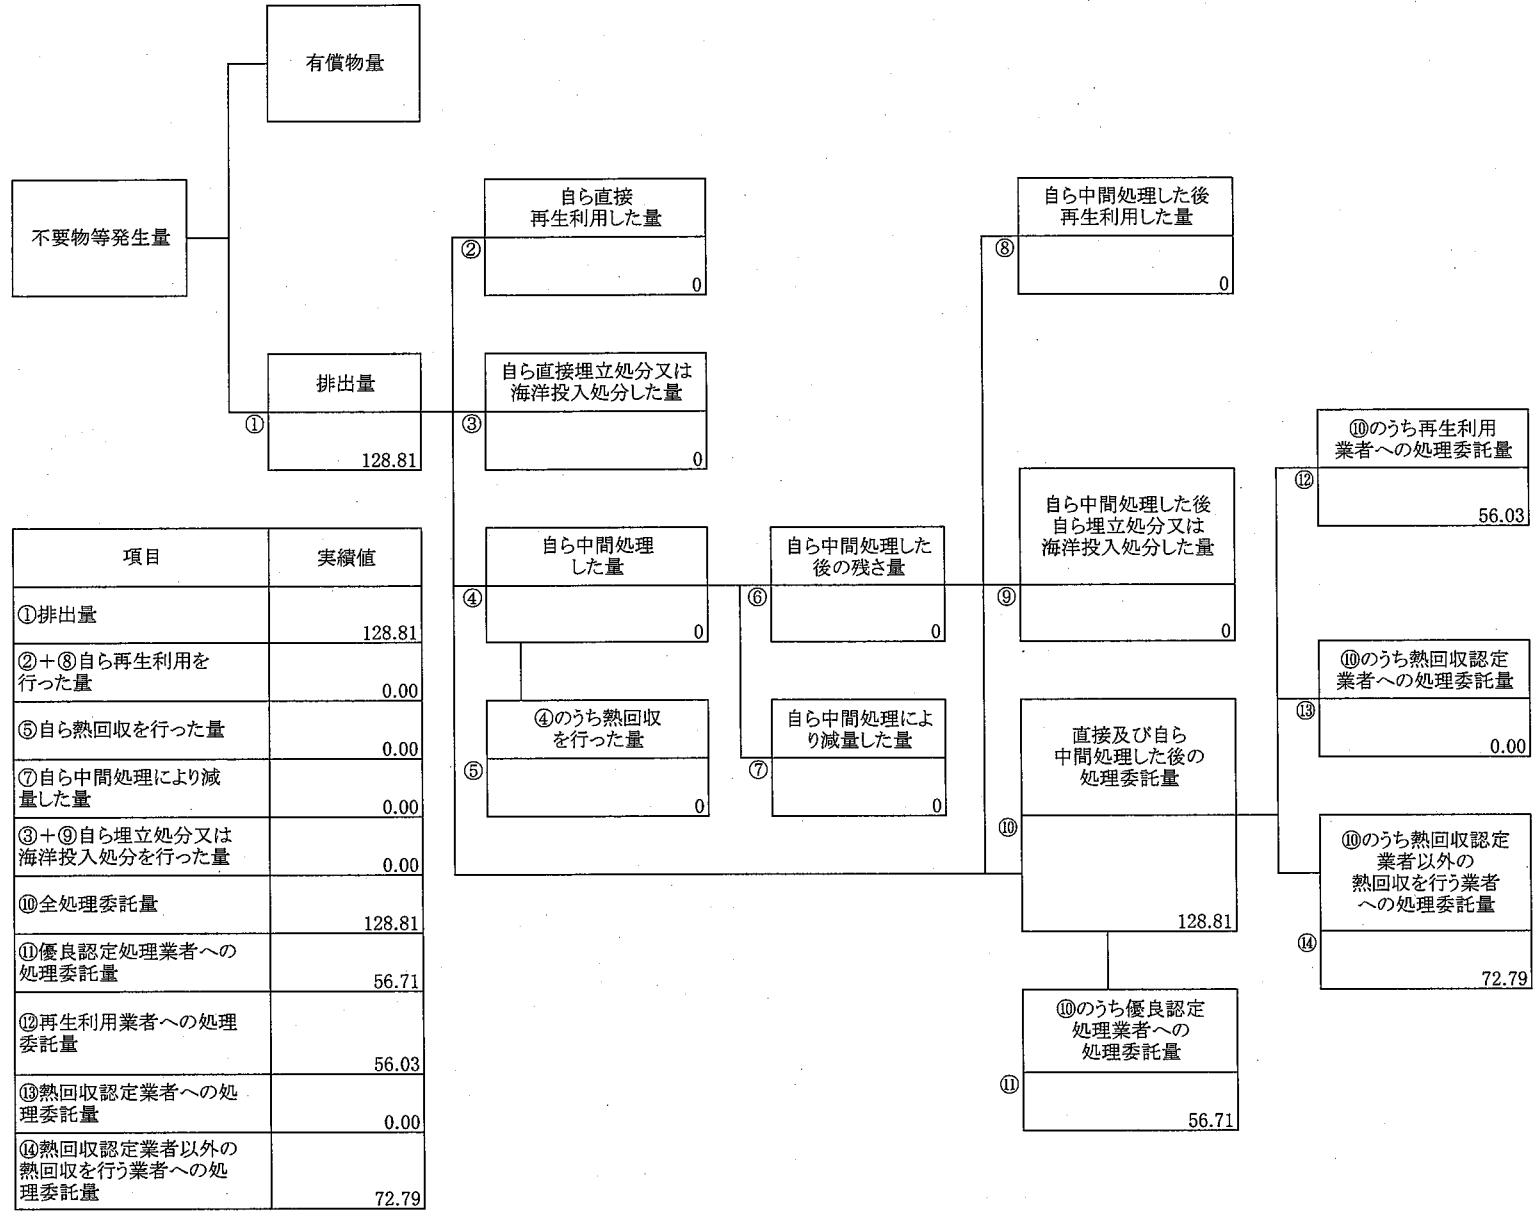 有償物量
不要物等発生量
排出量
①
128.81
自ら直接
再生利用した量
②
0
自ら直接埋立処分又は
海洋投入処分した量
③
0
自ら中間処理
した量
④
0
④のうち熱回収
を行った量
⑤
0
自ら中間処理した
後の残さ量
⑥
0
自ら中間処理によ
り減量した量
⑦
0
自ら中間処理した後
再生利用した量
⑧
0
自ら中間処理した後
自ら埋立処分又は
海洋投入処分した量
⑨
0
直接及び自ら
中間処理した後の
処理委託量
⑩
128.81
⑩のうち優良認定
処理業者への
処理委託量
⑪
56.71
⑩のうち再生利用
業者への処理委託量
⑫
56.03
⑩のうち熱回収認定
業者への処理委託量
⑬
0.00
⑩のうち熱回収認定
業者以外の
熱回収を行う業者
への処理委託量
⑭
72.79
項目 実績値
①排出量
128.81
②+⑧自ら再生利用を
行った量
0.00
⑤自ら熱回収を行った量
0.00
⑦自ら中間処理により減
量した量
0.00
③+⑨自ら埋立処分又は
海洋投入処分を行った量
0.00
⑩全処理委託量
128.81
⑪優良認定処理業者への
処理委託量
56.71
⑫再生利用業者への処理
委託量
56.03
⑬熱回収認定業者への処
理委託量
0.00
⑭熱回収認定業者以外の
熱回収を行う業者への処
理委託量
72.79